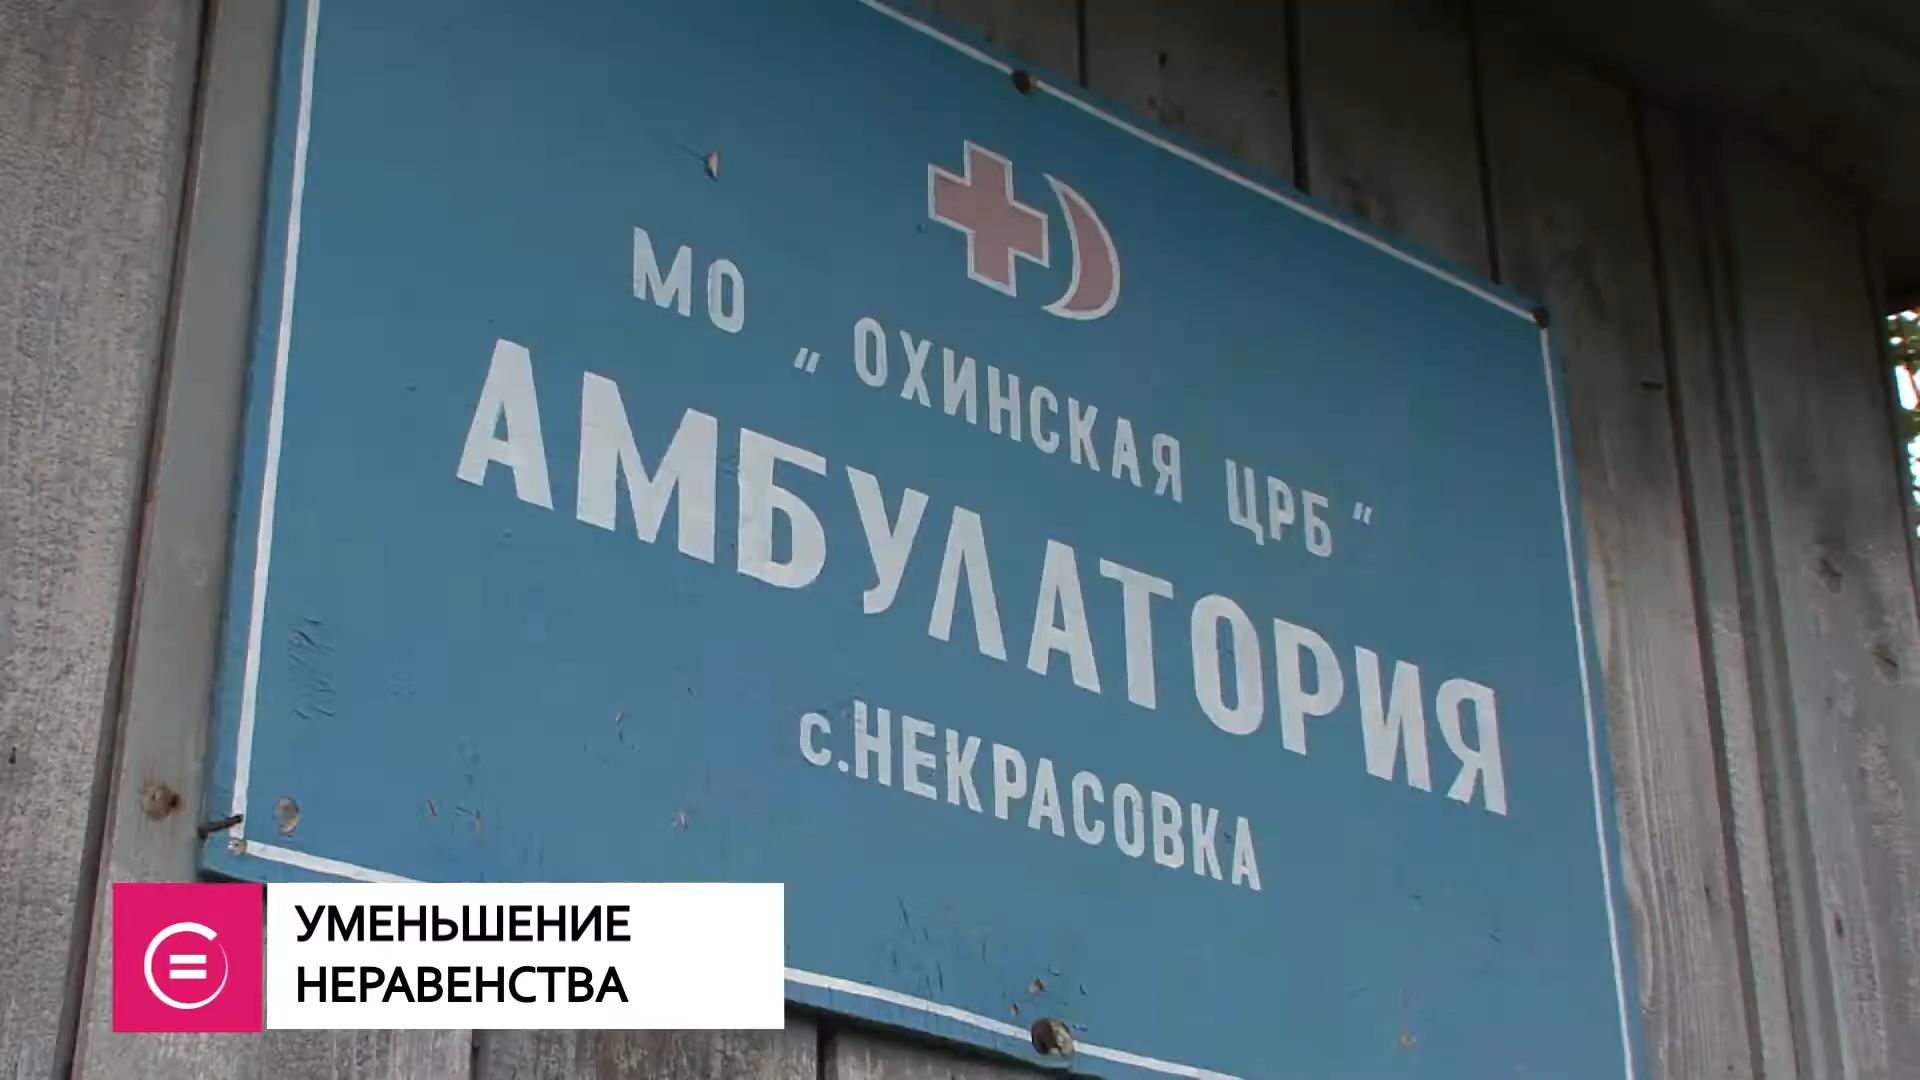 МО „ОХИНСКАЯ ЦРБ“
АМБУЛАТОРИЯ
с.НЕКРАСОВКА
УМЕНЬШЕНИЕ
НЕРАВЕНСТВА